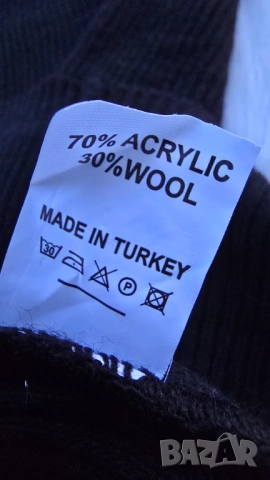 70% ACRYLIC
30% WOOL
MADE IN TURKEY
30 P
BAZAR